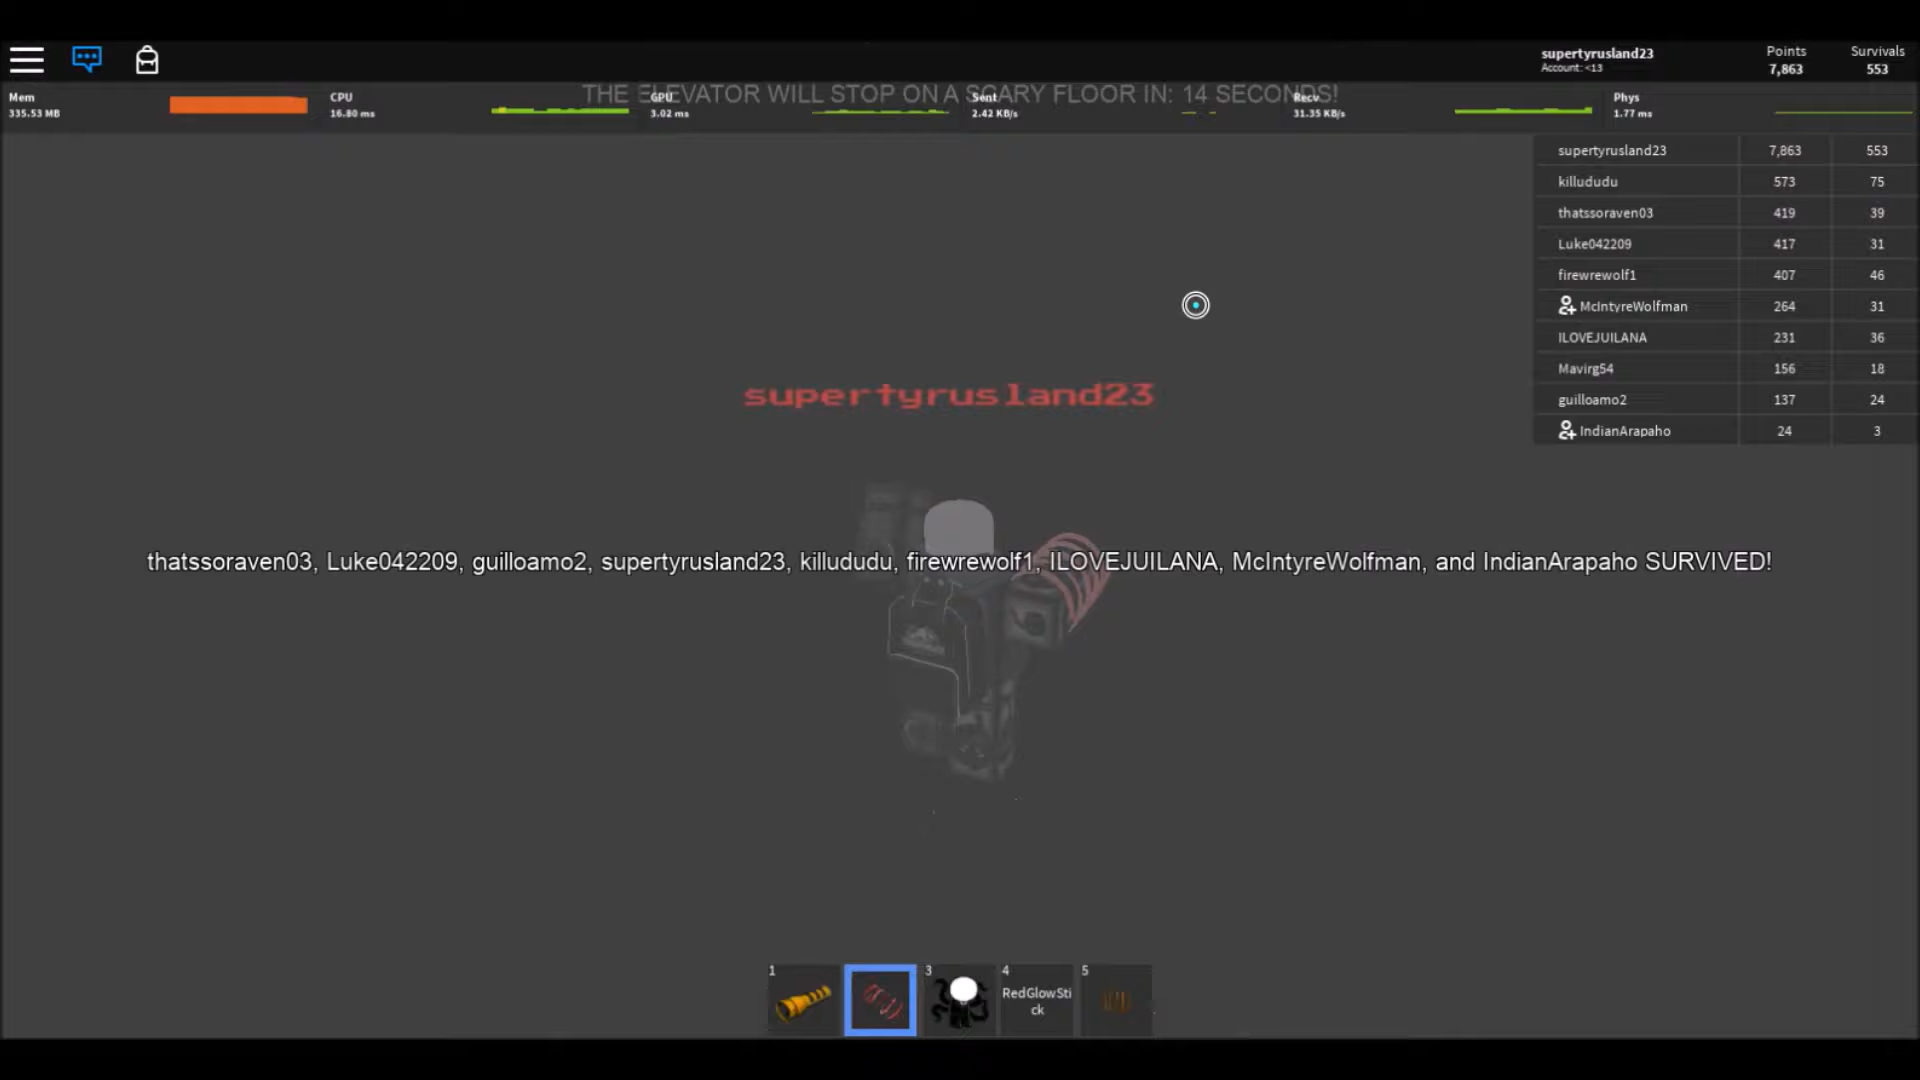 supertyrusland23 Points Survivals
Account: <13 7,863 553
THE ELEVATOR WILL STOP ON A SCARY FLOOR IN: 14 SECONDS!
Mem CPU GPU Sent Recv Phys
335.53 MB 16.80 ms 3.02 ms 2.42 KB/s 31.35 KB/s 1.77 ms
supertyrusland23 7,863 553
killududu 573 75
thatssoraven03 419 39
Luke042209 417 31
firewrewolf1 407 46
McIntyreWolfman 264 31
ILOVEJUILANA 231 36
Mavirg54 156 18
guilloamo2 137 24
IndianArapaho 24 3
supertyrusland23
thatssoraven03, Luke042209, guilloamo2, supertyrusland23, killududu, firewrewolf1, ILOVEJUILANA, McIntyreWolfman, and IndianArapaho SURVIVED!
1 3 4 5
RedGlowSti
ck